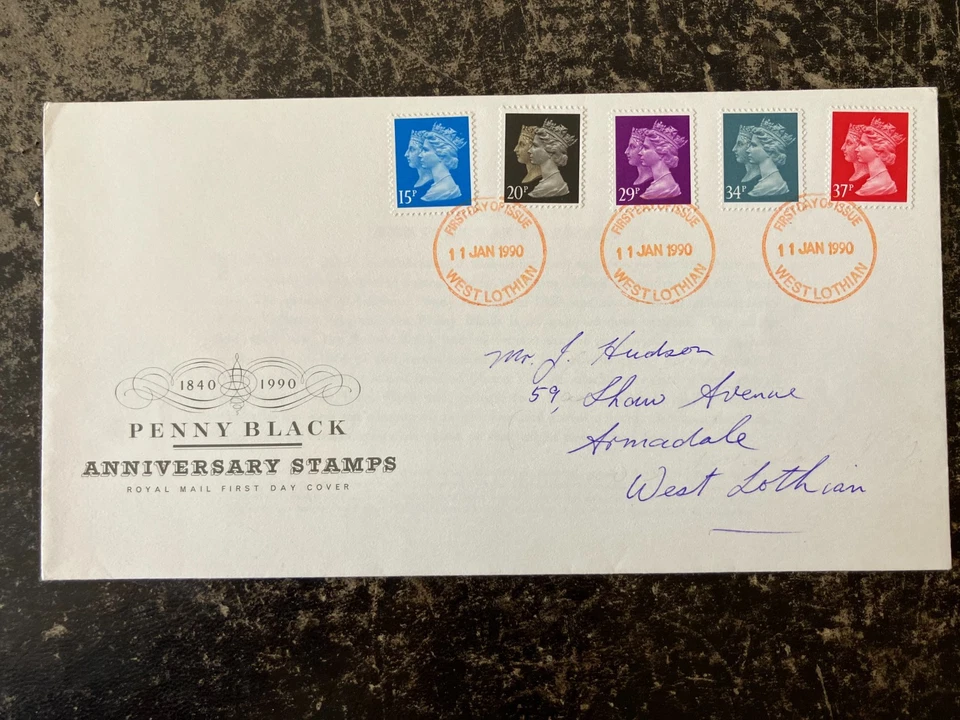 15P
20P
29P
34P
37P
FIRST DAY OF ISSUE
11 JAN 1990
WEST LOTHIAN
FIRST DAY OF ISSUE
11 JAN 1990
WEST LOTHIAN
FIRST DAY OF ISSUE
11 JAN 1990
WEST LOTHIAN
Mr. J. Hudson
59, Shaw Avenue
Armadale
West Lothian
1840 1990
PENNY BLACK
ANNIVERSARY STAMPS
ROYAL MAIL FIRST DAY COVER